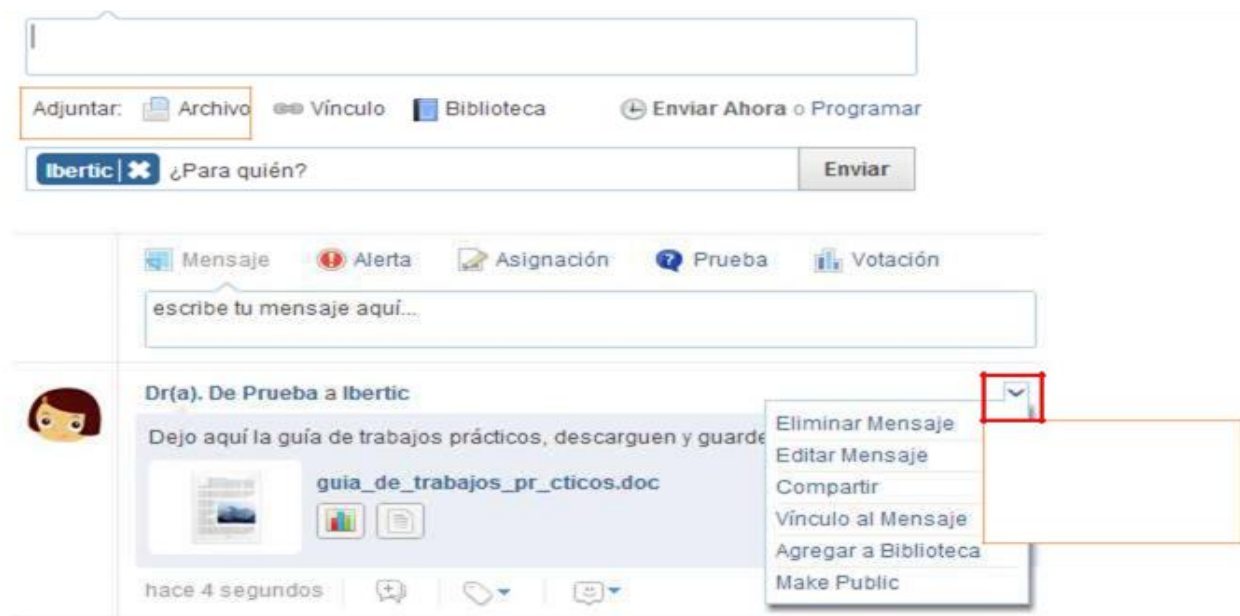 Adjuntar: Archivo Vínculo Biblioteca Enviar Ahora o Programar
Ibertic ¿Para quién? Enviar
Mensaje Alerta Asignación Prueba Votación
escribe tu mensaje aquí...
Dr(a). De Prueba a Ibertic
Dejo aquí la guía de trabajos prácticos, descarguen y guarde
guia_de_trabajos_pr_cticos.doc
hace 4 segundos
Eliminar Mensaje
Editar Mensaje
Compartir
Vínculo al Mensaje
Agregar a Biblioteca
Make Public